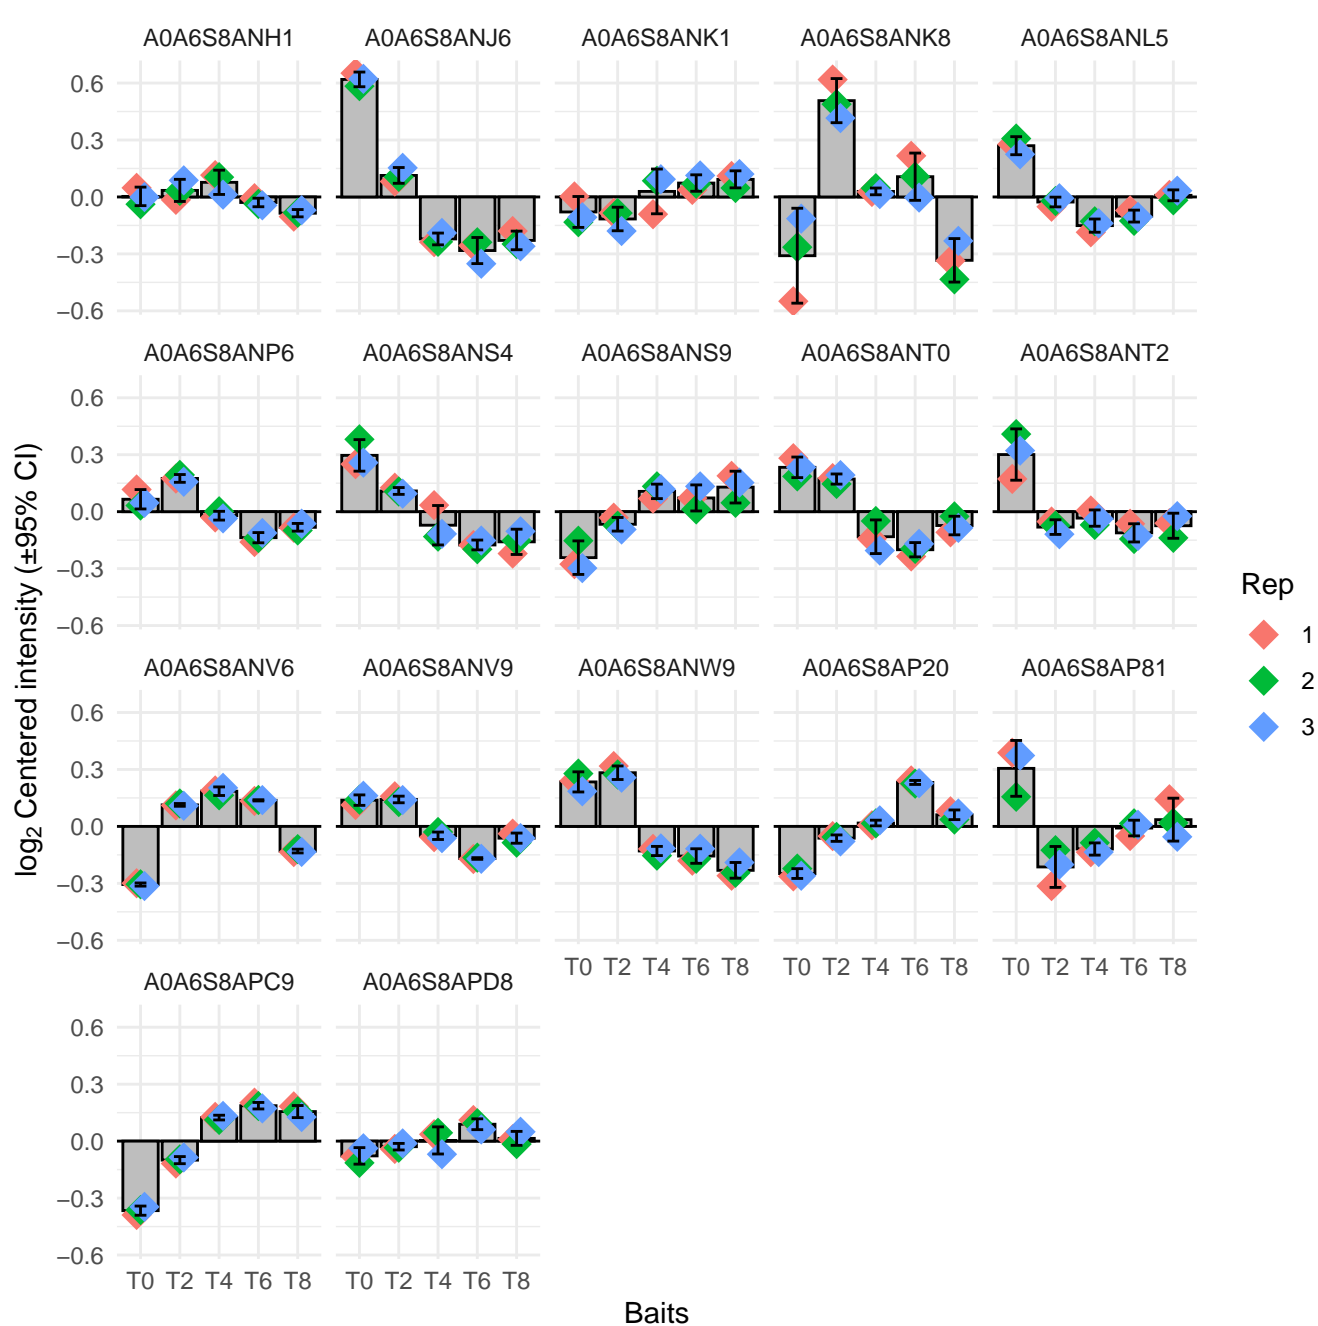 A0A6S8ANH1 A0A6S8ANJ6 A0A6S8ANK1 A0A6S8ANK8 A0A6S8ANL5
0.6
0.3
0.0
−0.3
−0.6
A0A6S8ANP6 A0A6S8ANS4 A0A6S8ANS9 A0A6S8ANT0 A0A6S8ANT2
0.6
0.3
0.0
−0.3
−0.6
A0A6S8ANV6 A0A6S8ANV9 A0A6S8ANW9 A0A6S8AP20 A0A6S8AP81
0.6
0.3
0.0
−0.3
−0.6
T0 T2 T4 T6 T8 T0 T2 T4 T6 T8 T0 T2 T4 T6 T8
A0A6S8APC9 A0A6S8APD8
0.6
0.3
0.0
−0.3
−0.6
T0 T2 T4 T6 T8 T0 T2 T4 T6 T8
Baits
log2 Centered intensity (±95% CI)
Rep
1
2
3